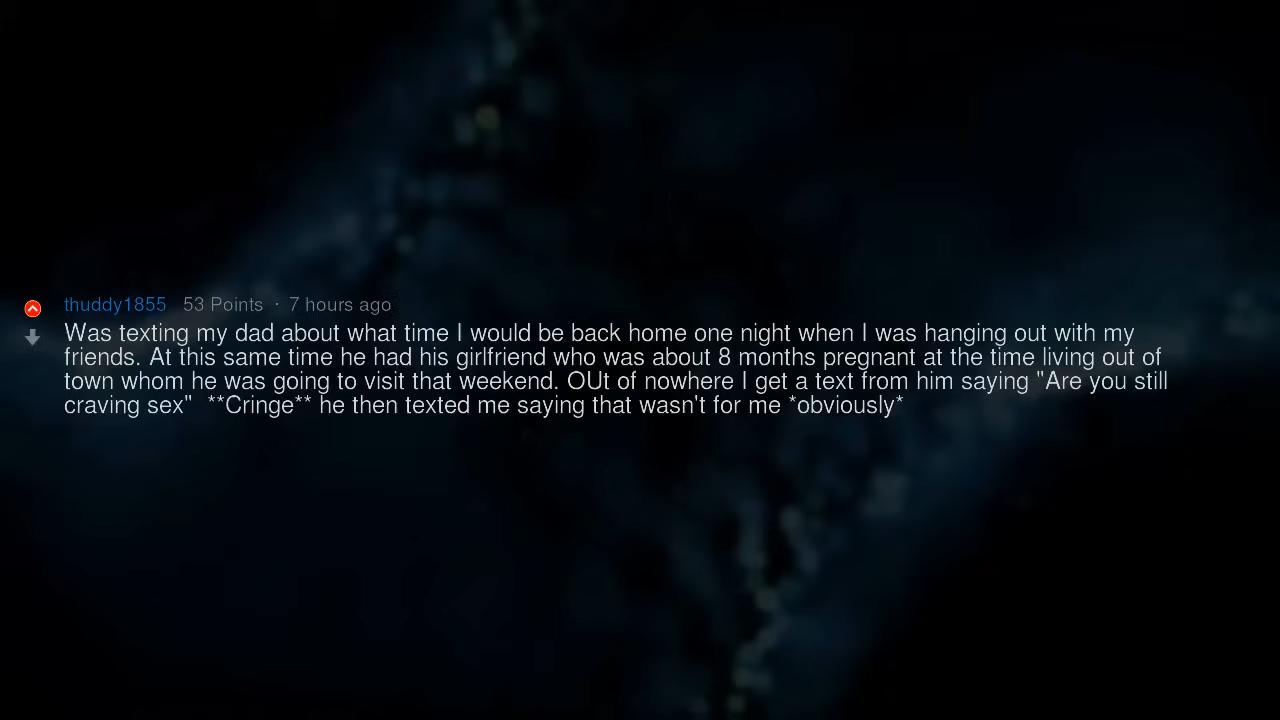 thuddy1855 53 Points · 7 hours ago
Was texting my dad about what time I would be back home one night when I was hanging out with my
friends. At this same time he had his girlfriend who was about 8 months pregnant at the time living out of
town whom he was going to visit that weekend. OUt of nowhere I get a text from him saying "Are you still
craving sex"  **Cringe** he then texted me saying that wasn't for me *obviously*